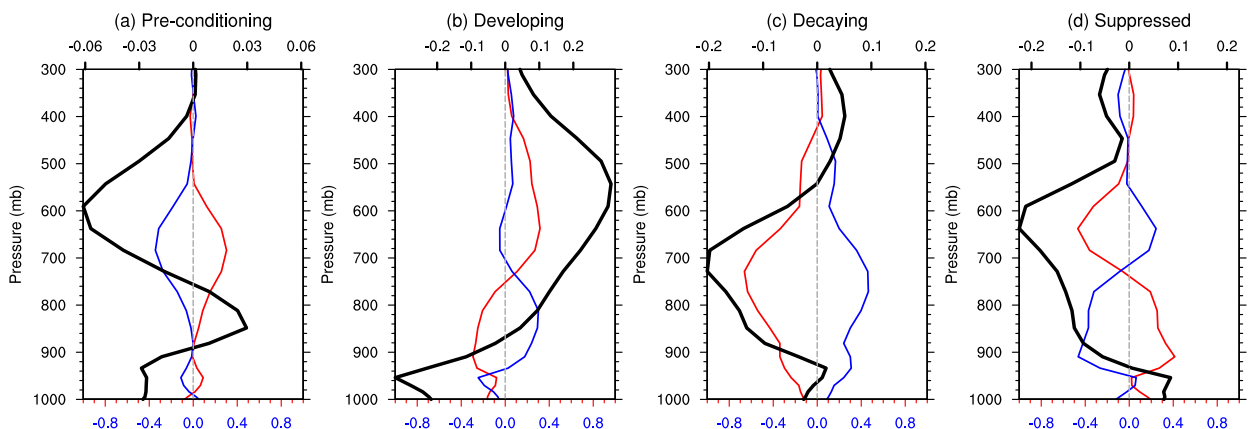 (a) Pre-conditioning (b) Developing (c) Decaying (d) Suppressed
-0.06 -0.03 0 0.03 0.06 -0.1 0 0.1 0.2 -0.2 -0.1 0 0.1 0.2 -0.2 -0.1 0 0.1 0.2
300 300 300 300
400 400 400 400
500 500 500 500
600 600 600 600
700 700 700 700
800 800 800 800
900 900 900 900
1000 1000 1000 1000
Pressure (mb) Pressure (mb) Pressure (mb) Pressure (mb)
-0.8 -0.4 0.0 0.4 0.8 -0.8 -0.4 0.0 0.4 0.8 -0.8 -0.4 0.0 0.4 0.8 -0.8 -0.4 0.0 0.4 0.8